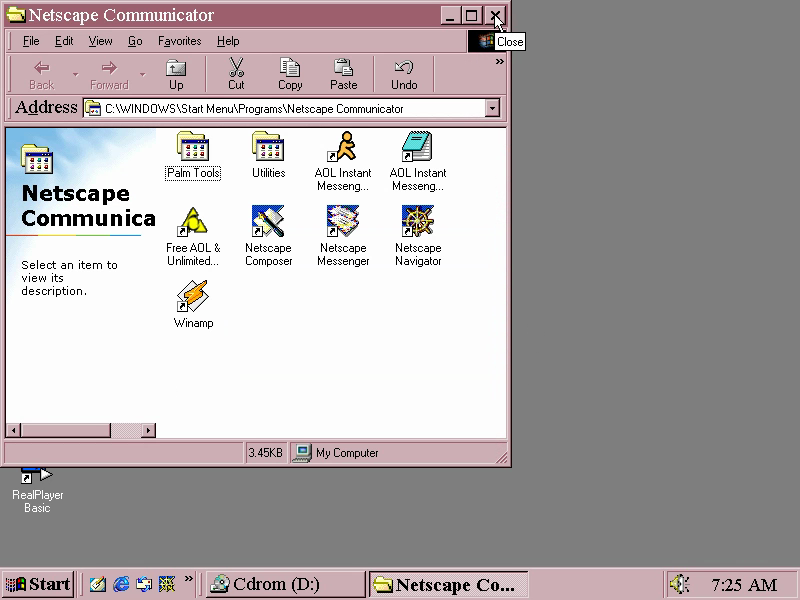 Netscape Communicator
Close
File Edit View Go Favorites Help
Back Forward Up Cut Copy Paste Undo »
Address C:\WINDOWS\Start Menu\Programs\Netscape Communicator
Netscape
Communica
Select an item to
view its
description.
Palm Tools
Utilities
AOL Instant
Messeng...
AOL Instant
Messeng...
Free AOL &
Unlimited...
Netscape
Composer
Netscape
Messenger
Netscape
Navigator
Winamp
3.45KB My Computer
RealPlayer
Basic
Start » Cdrom (D:) Netscape Co... 7:25 AM